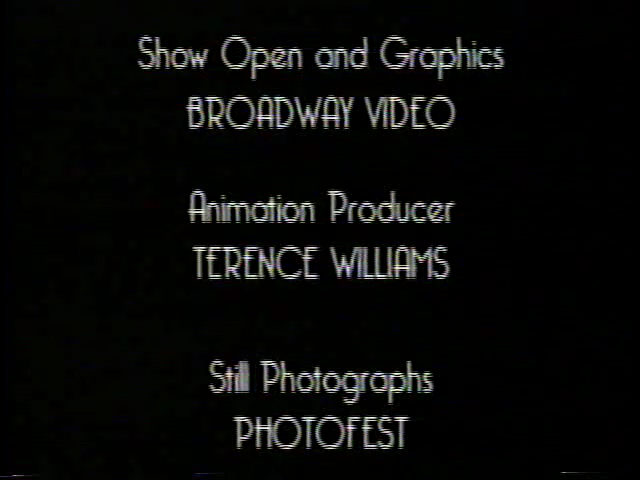 Show Open and Graphics
BROADWAY VIDEO
Animation Producer
TERENCE WILLIAMS
Still Photographs
PHOTOFEST